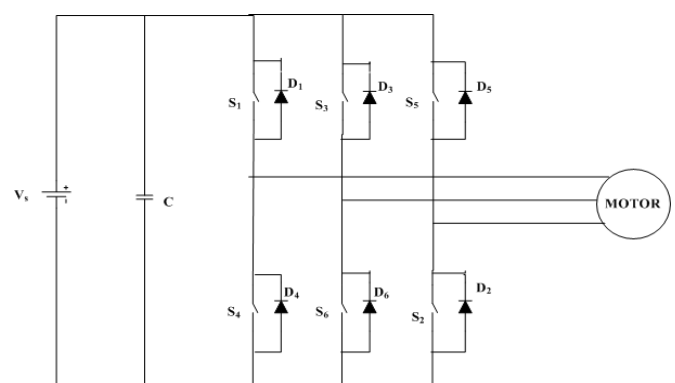 D₁
D₃
D₅
S₁
S₃
S₅
+
Vₛ
-
C
MOTOR
D₄
D₆
D₂
S₄
S₆
S₂